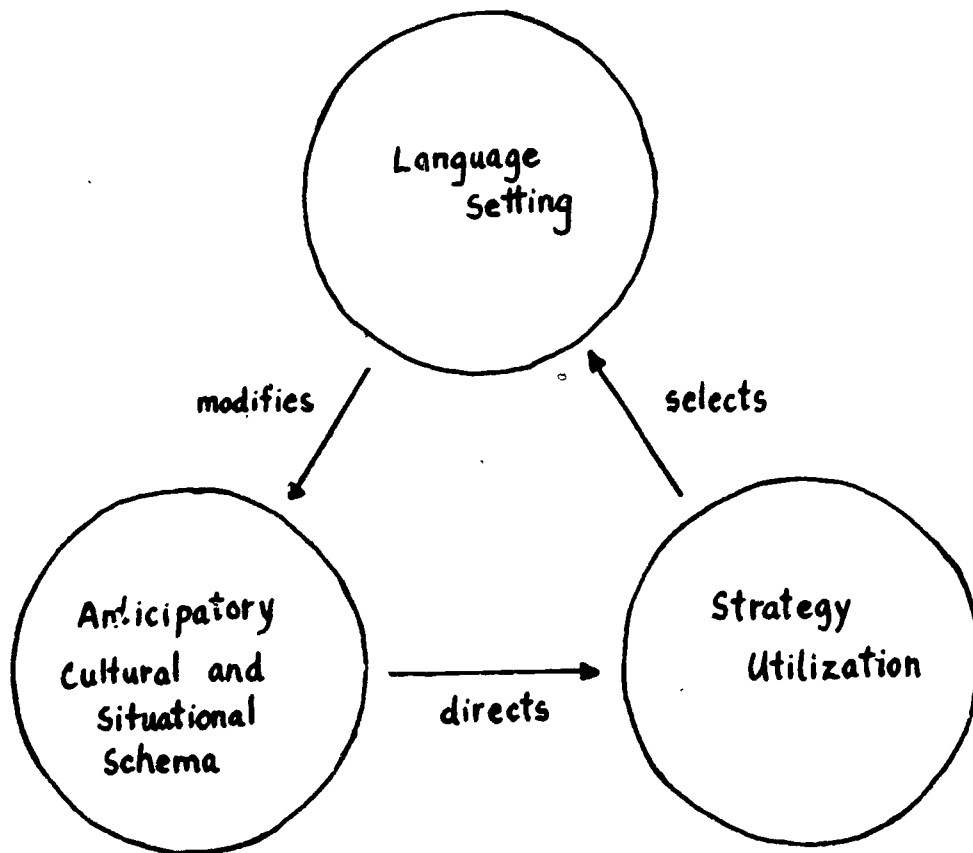 Language
Setting
modifies
selects
Anticipatory
Cultural and
Situational
Schema
directs
Strategy
Utilization